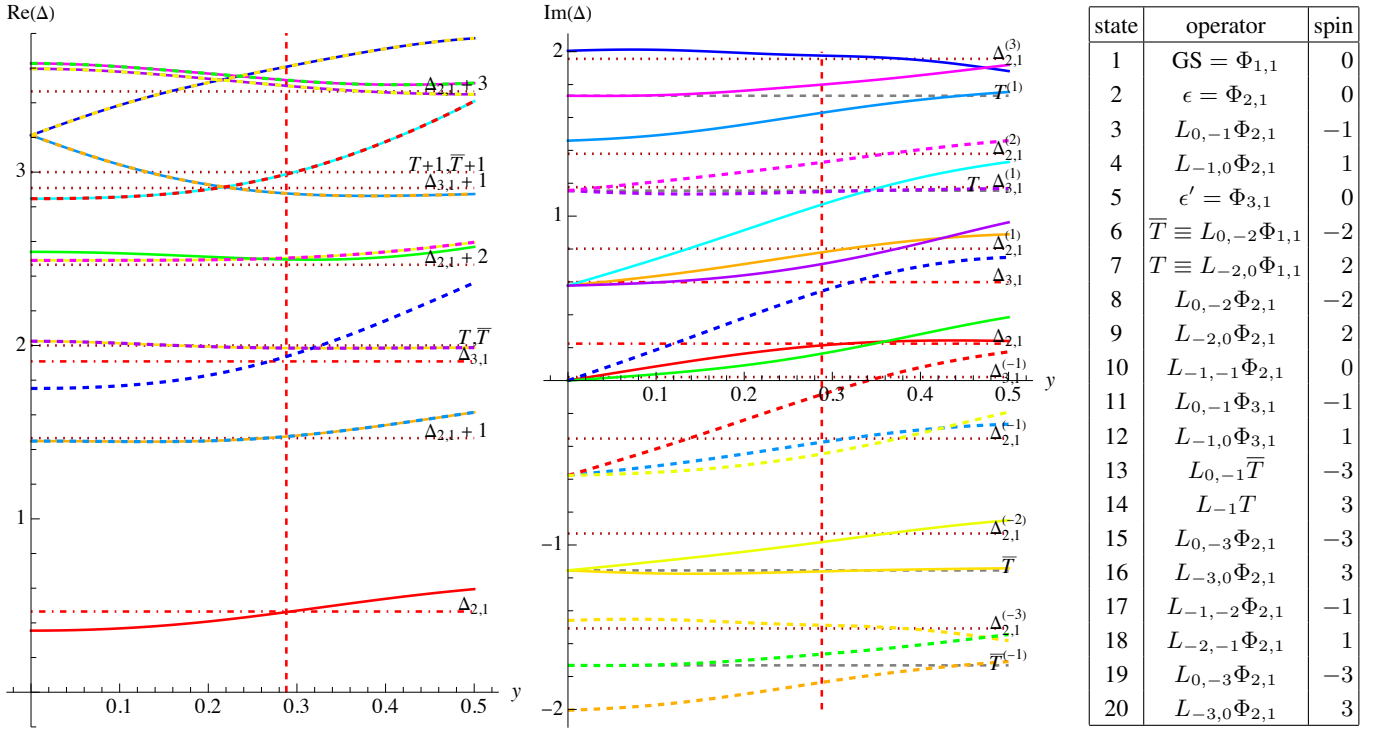 Re(Δ)
Δ₂,₁ + 3
3
T+1,T̅+1
Δ₃,₁ + 1
Δ₂,₁ + 2
2
T,T̅
Δ₃,₁
Δ₂,₁ + 1
1
Δ₂,₁
0.1 0.2 0.3 0.4 0.5
y
Im(Δ)
2
Δ₂,₁⁽³⁾
T⁽¹⁾
Δ₂,₁⁽²⁾
1
T Δ₃,₁⁽¹⁾
Δ₂,₁⁽¹⁾
Δ₃,₁
Δ₂,₁
Δ₃,₁⁽⁻¹⁾
0.1 0.2 0.3 0.4 0.5
y
Δ₂,₁⁽⁻¹⁾
Δ₂,₁⁽⁻²⁾
-1
T̅
Δ₂,₁⁽⁻³⁾
T̅⁽⁻¹⁾
-2
state operator spin
1 GS = Φ₁,₁ 0
2 ϵ = Φ₂,₁ 0
3 L₀,₋₁Φ₂,₁ −1
4 L₋₁,₀Φ₂,₁ 1
5 ϵ′ = Φ₃,₁ 0
6 T̅ ≡ L₀,₋₂Φ₁,₁ −2
7 T ≡ L₋₂,₀Φ₁,₁ 2
8 L₀,₋₂Φ₂,₁ −2
9 L₋₂,₀Φ₂,₁ 2
10 L₋₁,₋₁Φ₂,₁ 0
11 L₀,₋₁Φ₃,₁ −1
12 L₋₁,₀Φ₃,₁ 1
13 L₀,₋₁T̅ −3
14 L₋₁T 3
15 L₀,₋₃Φ₂,₁ −3
16 L₋₃,₀Φ₂,₁ 3
17 L₋₁,₋₂Φ₂,₁ −1
18 L₋₂,₋₁Φ₂,₁ 1
19 L₀,₋₃Φ₂,₁ −3
20 L₋₃,₀Φ₂,₁ 3